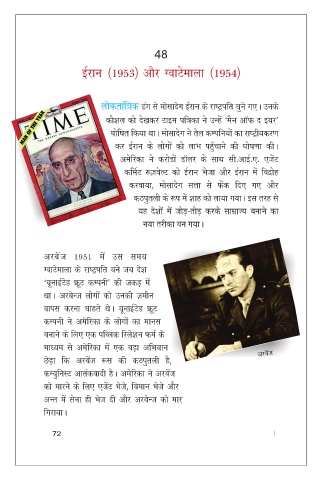 48
ईरान (1953) और ग्वाटेमाला (1954)
लोकतांत्रिक ढंग से मोसादेग ईरान के राष्ट्रपति चुने गए। उनके
कौशल को देखकर टाइम पत्रिका ने उन्हें 'मैन ऑफ द इयर'
घोषित किया था। मोसादेग ने तेल कम्पनियों का राष्ट्रीयकरण
कर ईरान के लोगों को लाभ पहुँचाने की घोषणा की।
अमेरिका ने करोडों डॉलर के साथ सी.आई.ए. एजेंट
कर्मिट रुज़वेल्ट को ईरान भेजा और ईरान में विद्रोह
करवाया, मोसादेग सत्ता से फेंक दिए गए और
कठपुतली के रूप में शाह को लाया गया। इस तरह से
यह देशों में जोड़-तोड़ करके साम्राज्य बनाने का
नया तरीका बन गया।
MAN OF THE YEAR
TIME
THE WEEKLY NEWSMAGAZINE
अरबेंज 1951 में उस समय
ग्वाटेमाला के राष्ट्रपति बने जब देश
'यूनाईटेड फ्रूट कम्पनी' की जकड़ में
था। अरबेन्ज लोगों को उनकी ज़मीन
वापस करना चाहते थे। यूनाईटेड फ्रूट
कम्पनी ने अमेरिका के लोगों का मानस
बनाने के लिए एक पब्लिक रिलेशन फर्म के
माध्यम से अमेरिका में एक बड़ा अभियान
छेड़ा कि अरबेंज रूस की कठपुतली है,
कम्युनिस्ट आतंकवादी है। अमेरिका ने अरबेंज
को मारने के लिए एजेंट भेजे, विमान भेजे और
अन्त में सेना ही भेज दी और अरबेन्ज को मार
गिराया।
अरबेंज
72